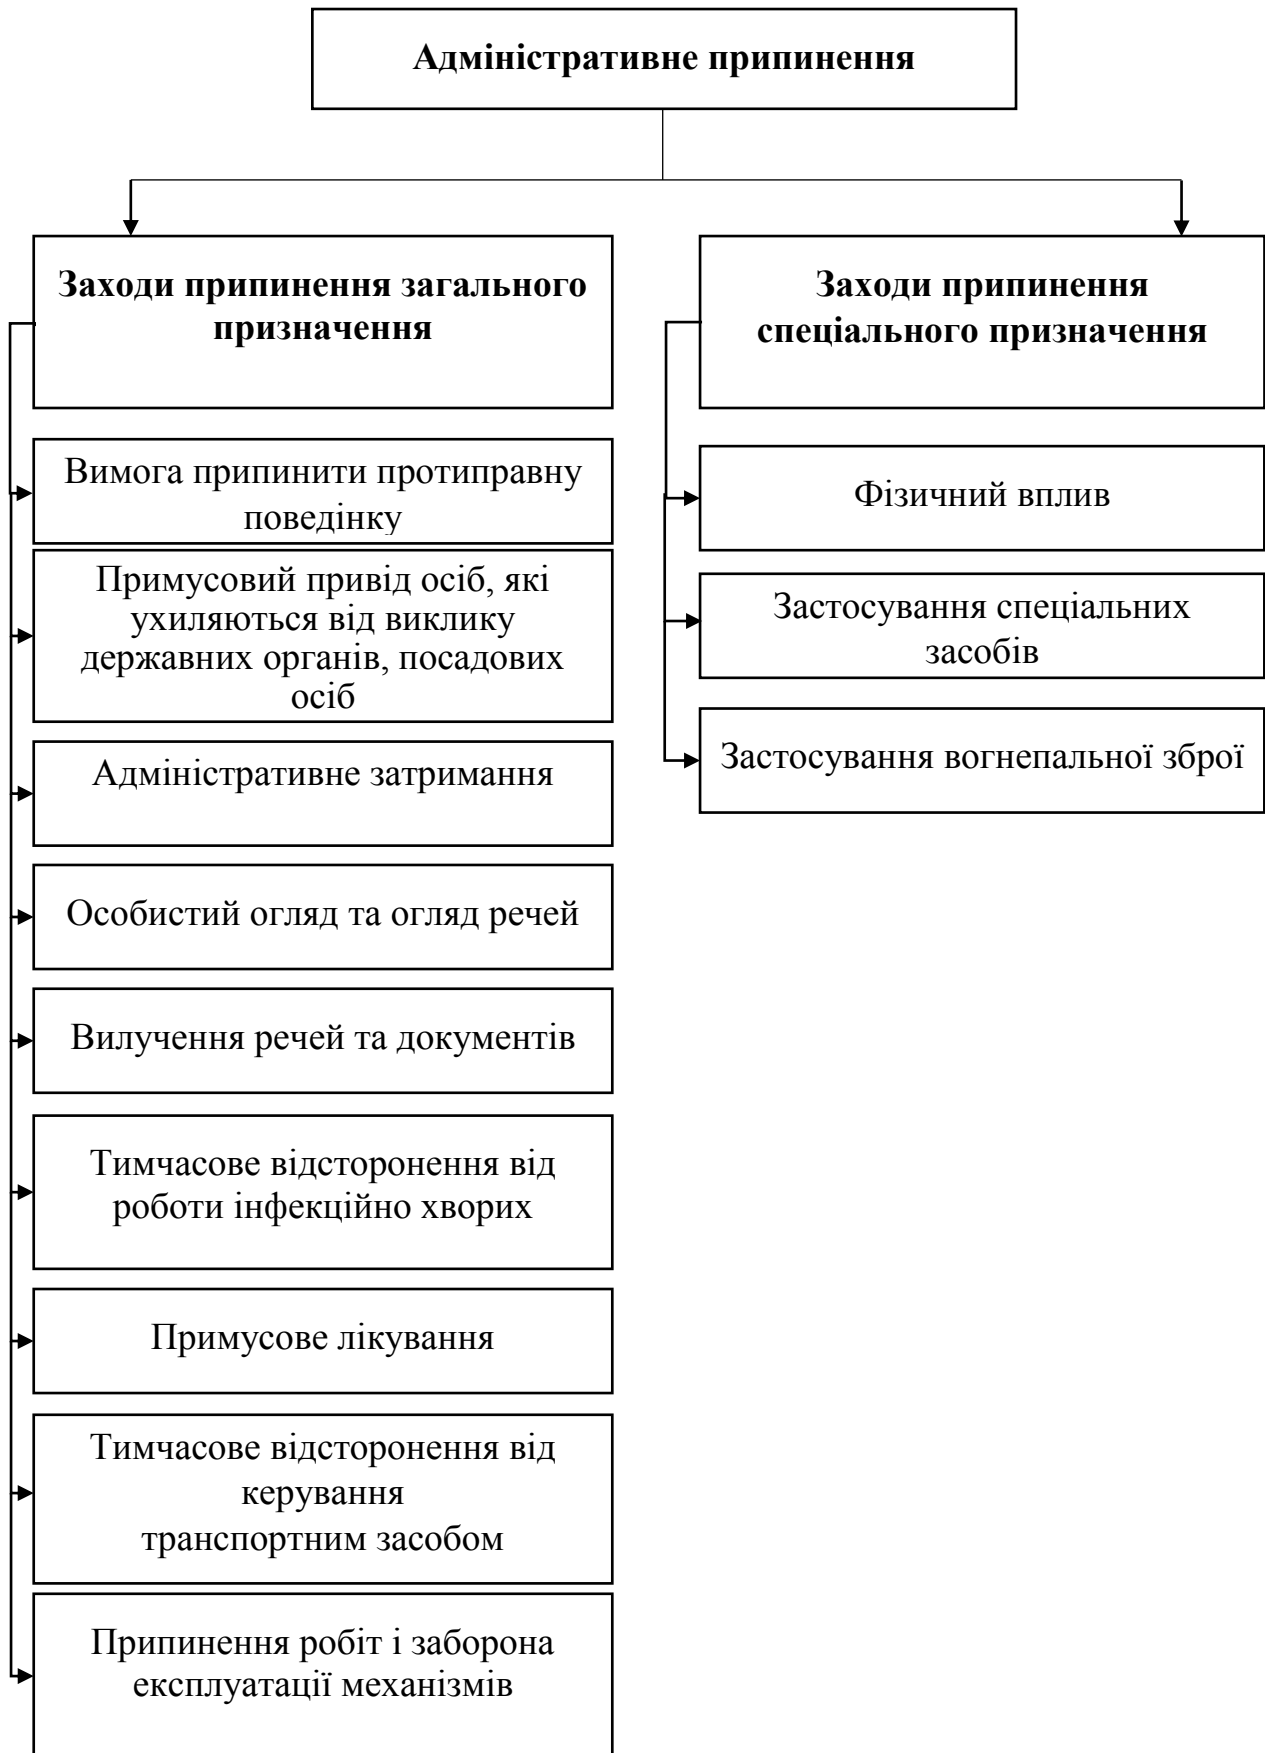 Адміністративне припинення
Заходи припинення загального
призначення
Вимога припинити протиправну
поведінку
Примусовий привід осіб, які
ухиляються від виклику
державних органів, посадових
осіб
Адміністративне затримання
Особистий огляд та огляд речей
Вилучення речей та документів
Тимчасове відсторонення від
роботи інфекційно хворих
Примусове лікування
Тимчасове відсторонення від
керування
транспортним засобом
Припинення робіт і заборона
експлуатації механізмів
Заходи припинення
спеціального призначення
Фізичний вплив
Застосування спеціальних
засобів
Застосування вогнепальної зброї